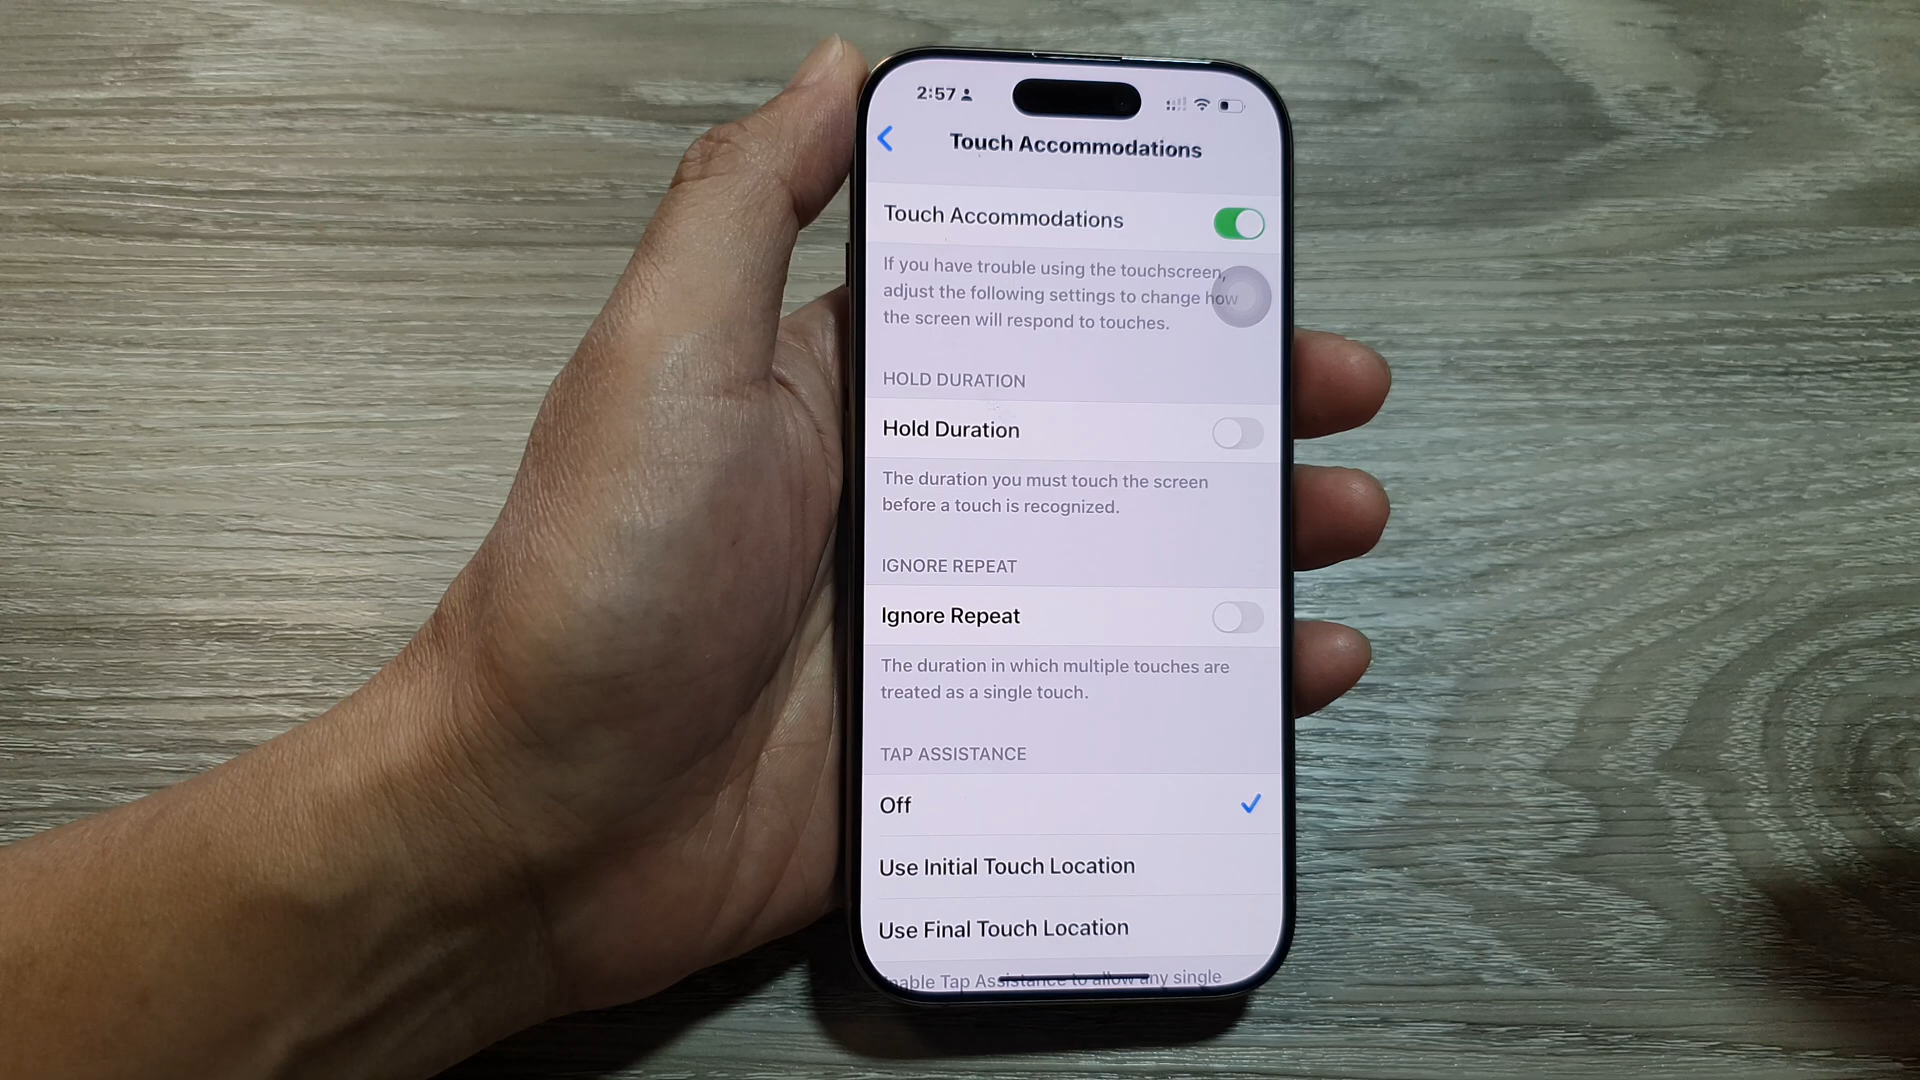 2:57
Touch Accommodations
Touch Accommodations
If you have trouble using the touchscreen,
adjust the following settings to change how
the screen will respond to touches.
HOLD DURATION
Hold Duration
The duration you must touch the screen
before a touch is recognized.
IGNORE REPEAT
Ignore Repeat
The duration in which multiple touches are
treated as a single touch.
TAP ASSISTANCE
Off
Use Initial Touch Location
Use Final Touch Location
nable Tap Assistance to allow any single